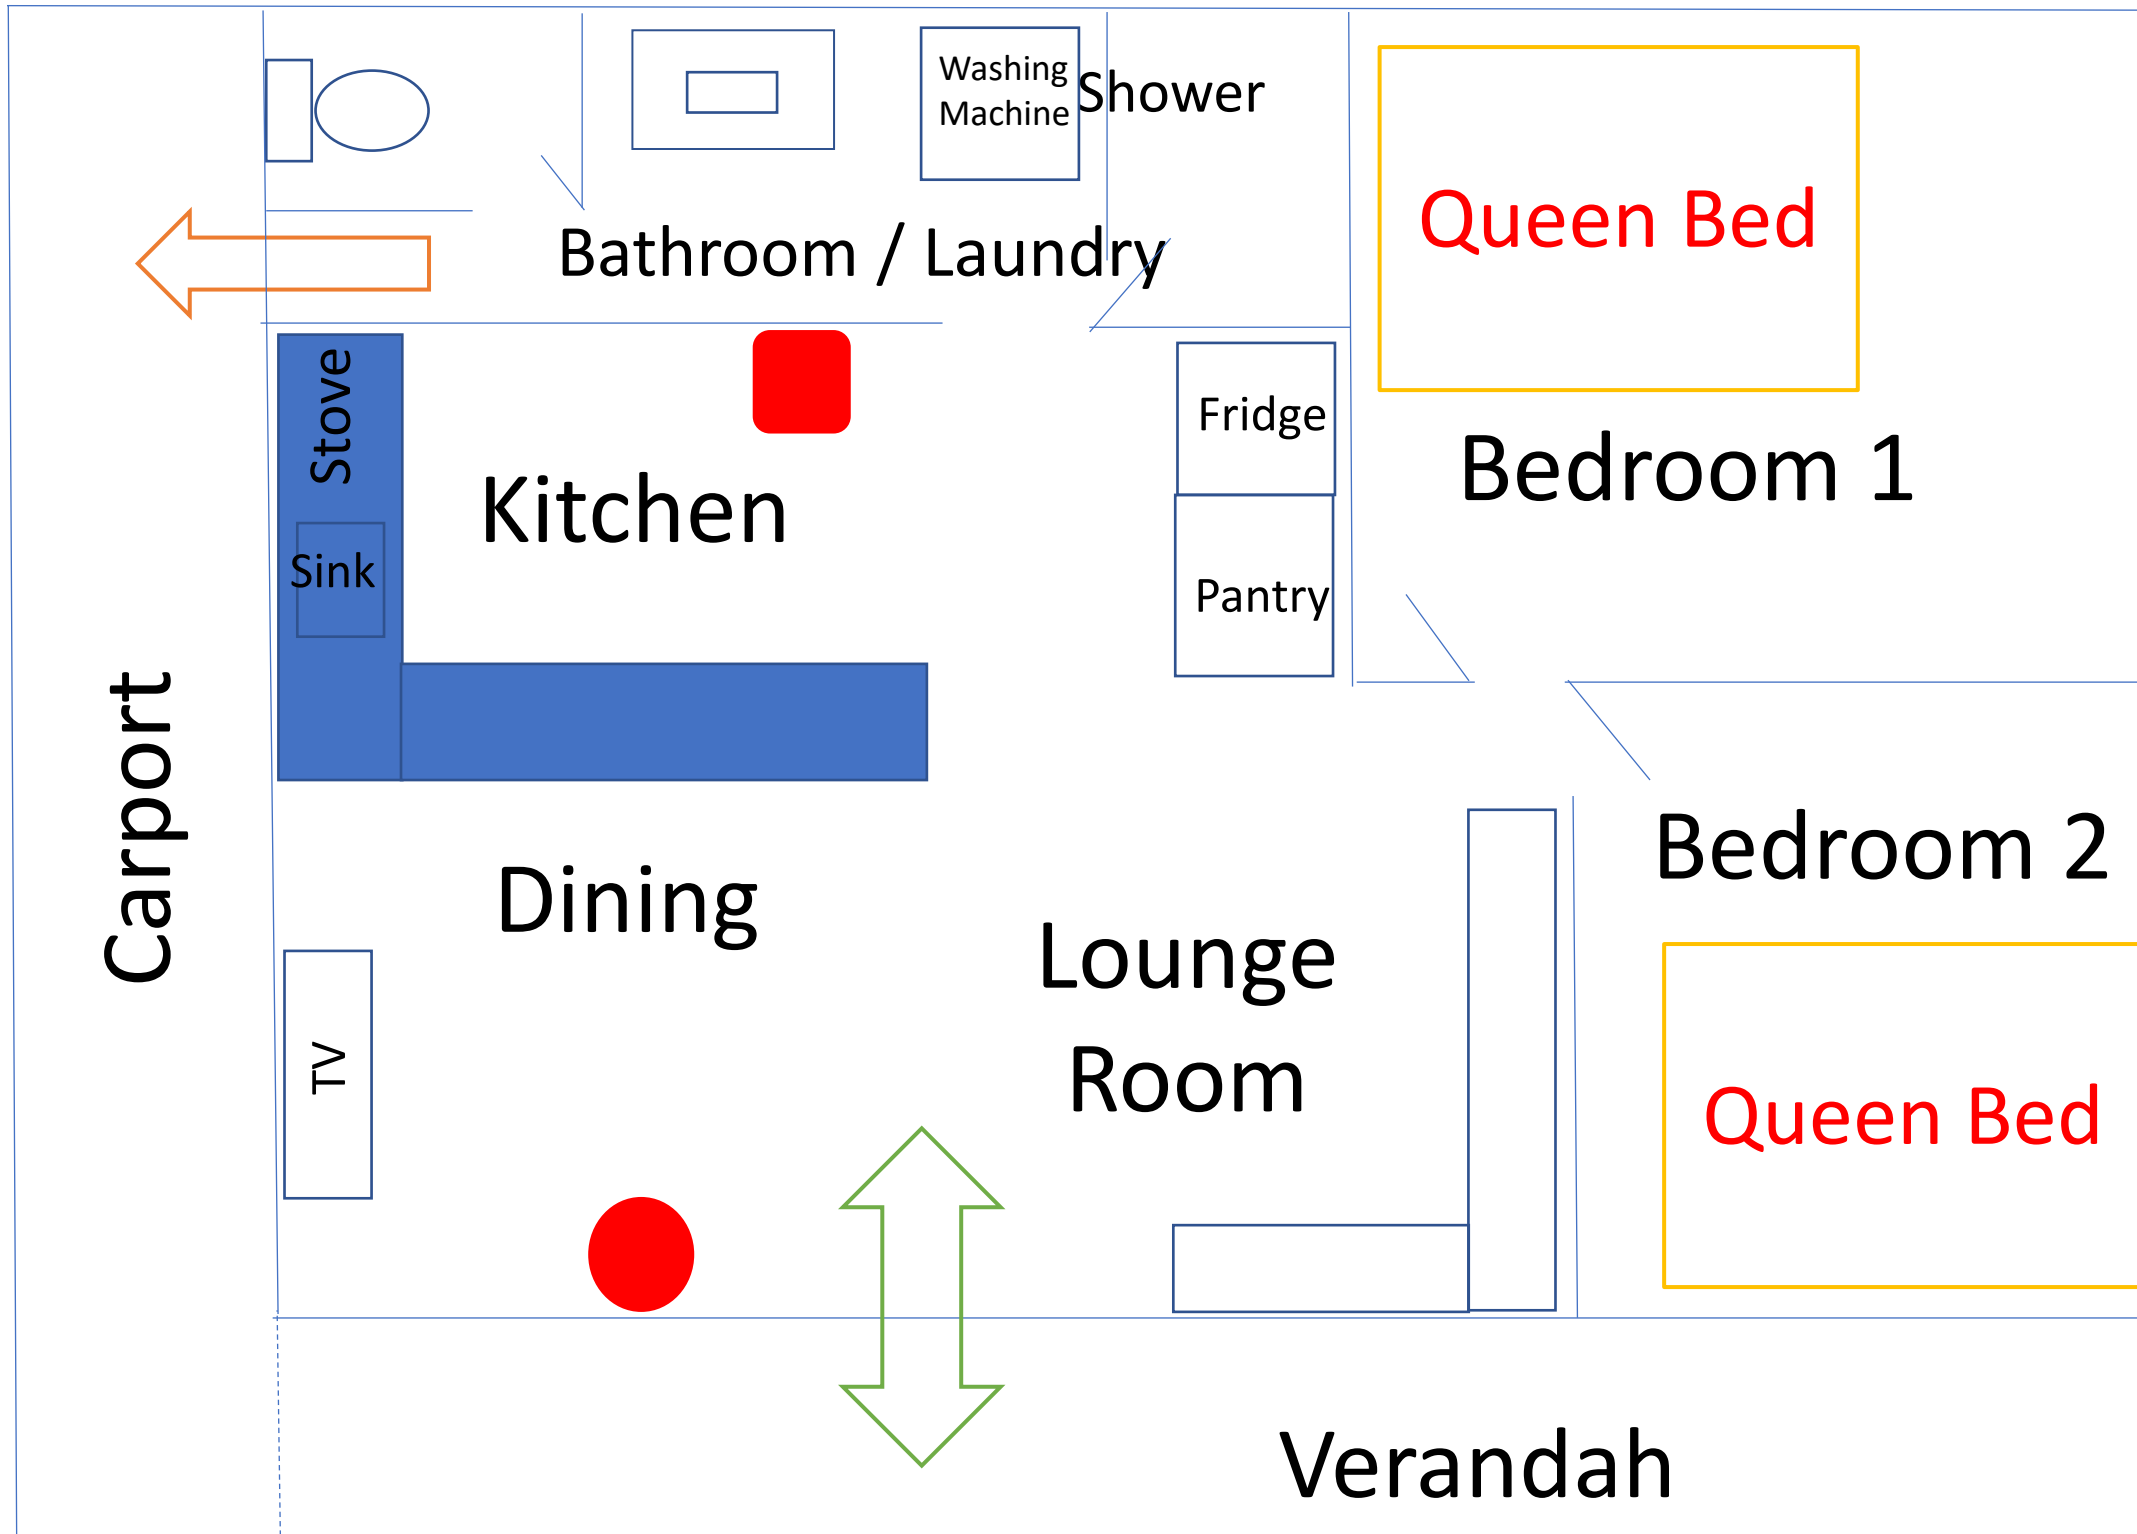 Washing
Machine
Shower
Queen Bed
Bathroom / Laundry
Stove
Fridge
Bedroom 1
Kitchen
Sink
Pantry
Carport
Bedroom 2
Dining
Lounge
Room
TV
Queen Bed
Verandah